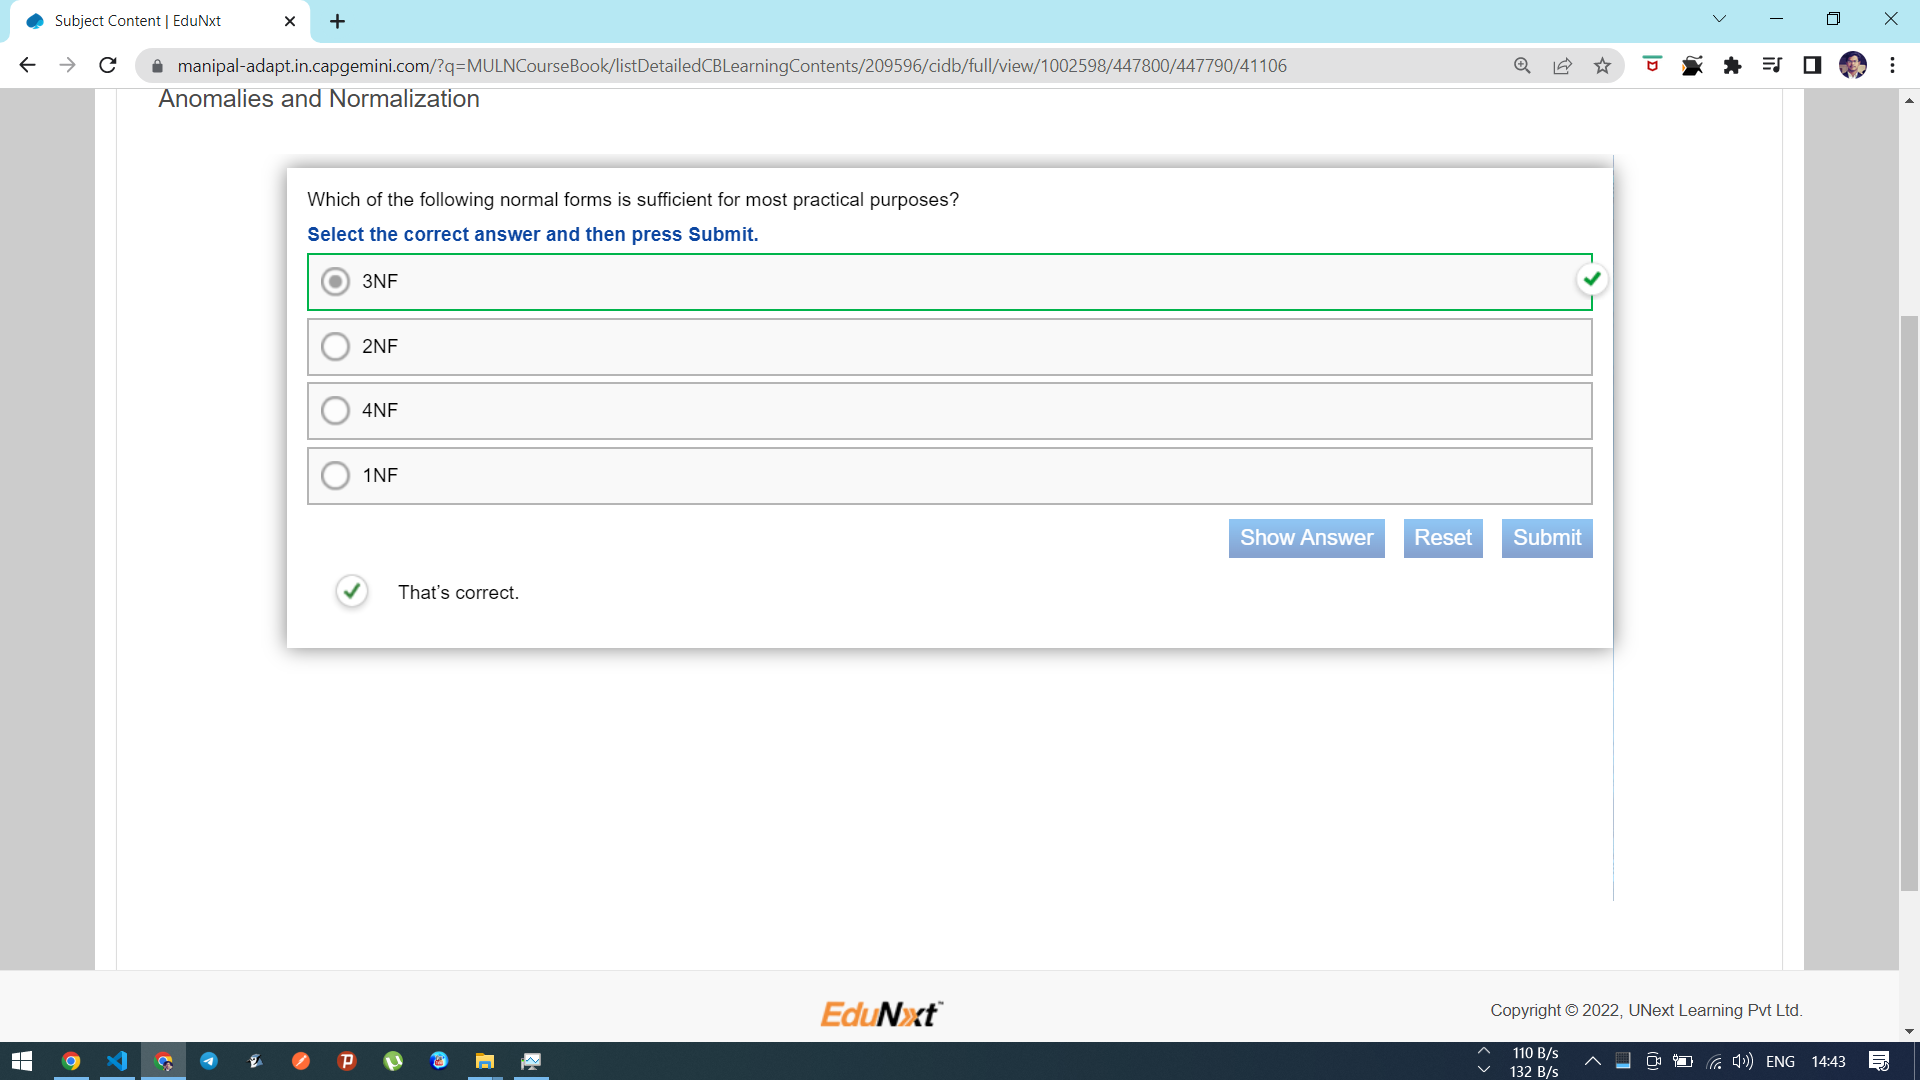 Subject Content | EduNxt
manipal-adapt.in.capgemini.com/?q=MULNCourseBook/listDetailedCBLearningContents/209596/cidb/full/view/1002598/447800/447790/41106
Anomalies and Normalization
Which of the following normal forms is sufficient for most practical purposes?
Select the correct answer and then press Submit.
3NF
2NF
4NF
1NF
Show Answer Reset Submit
That’s correct.
EduNxt
Copyright © 2022, UNext Learning Pvt Ltd.
110 B/s
132 B/s
ENG 14:43